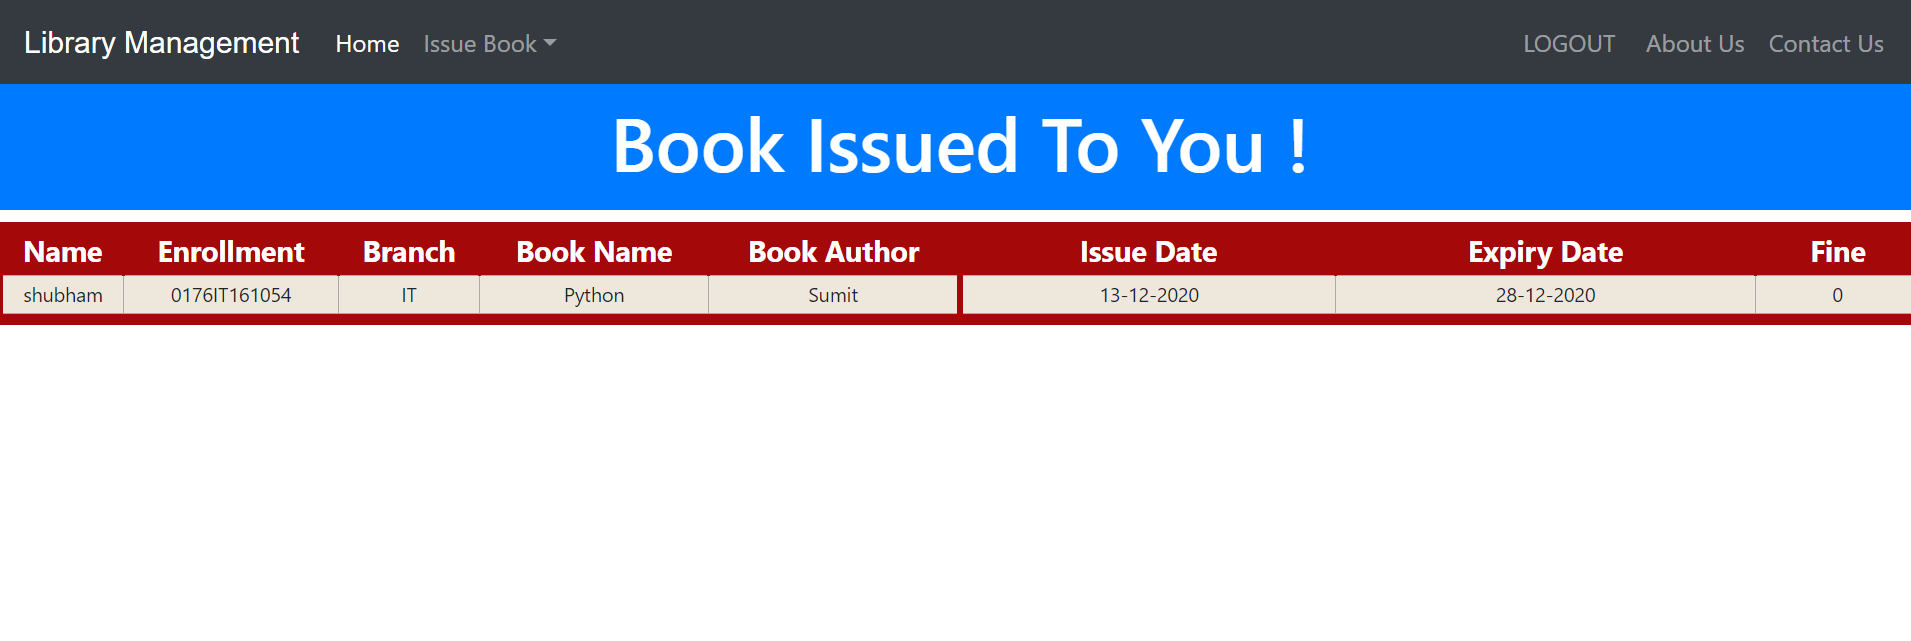 Library Management Home Issue Book LOGOUT About Us Contact Us
Book Issued To You !
Name Enrollment Branch Book Name Book Author Issue Date Expiry Date Fine
shubham 0176IT161054 IT Python Sumit 13-12-2020 28-12-2020 0